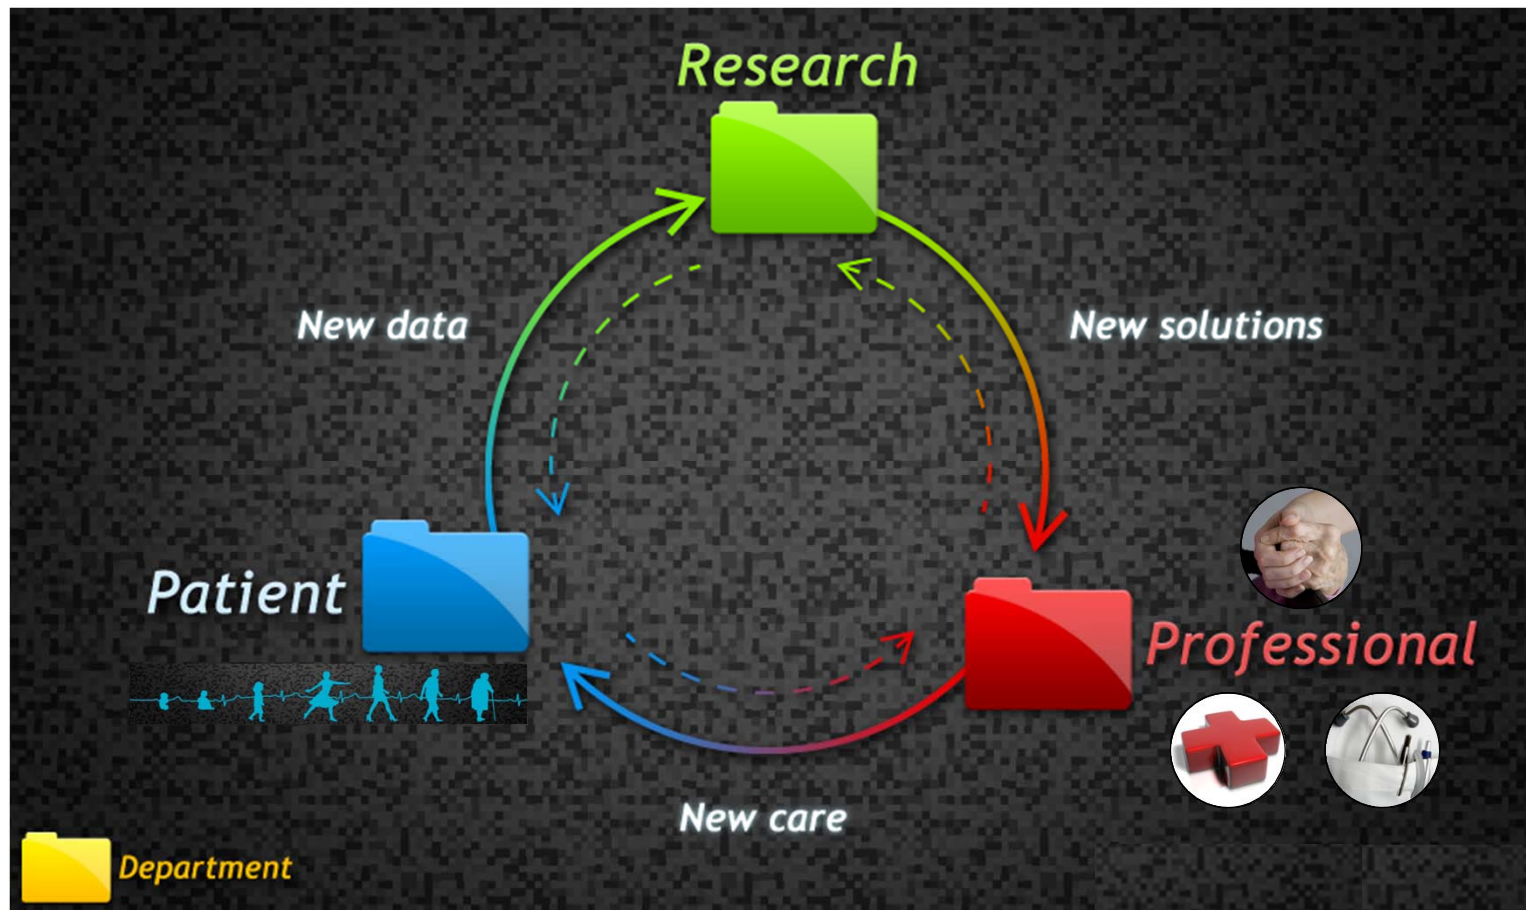 Research
New data
New solutions
Patient
Professional
New care
Department